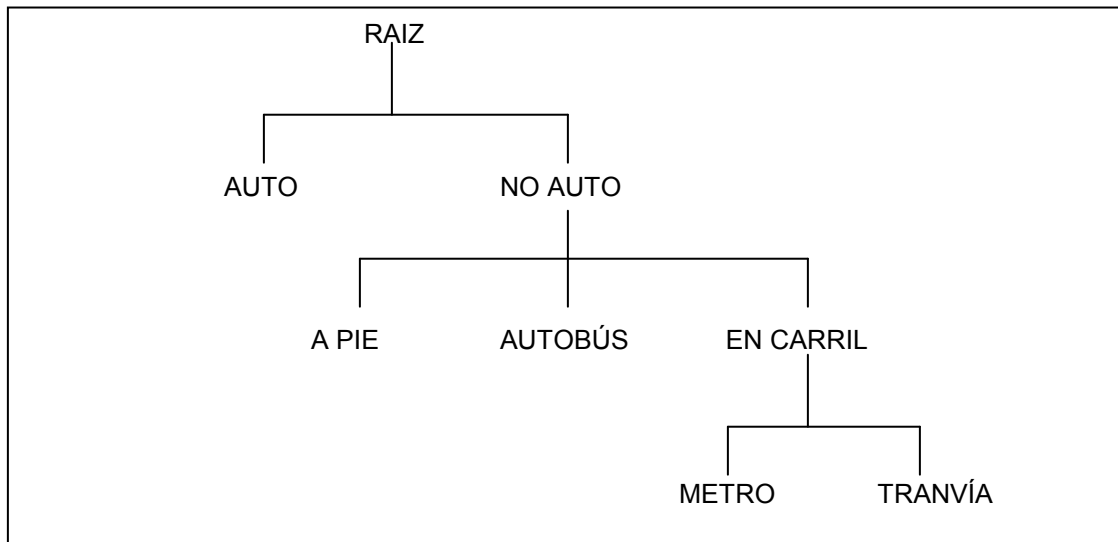 RAIZ
AUTO NO AUTO
A PIE AUTOBÚS EN CARRIL
METRO TRANVÍA